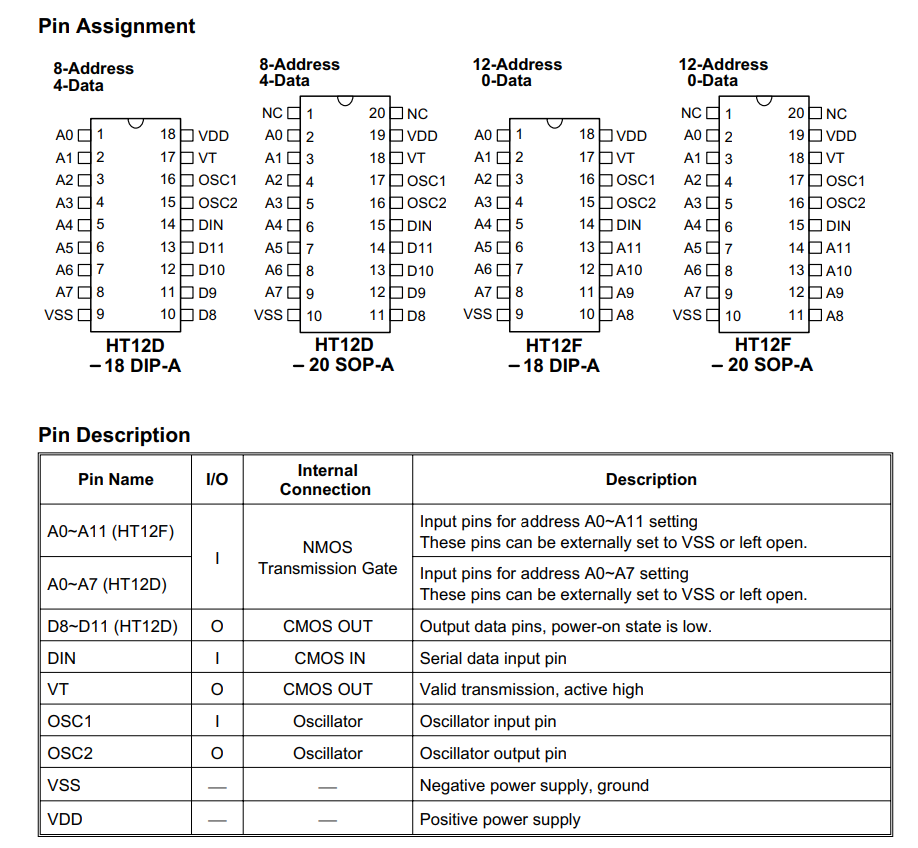 Pin Assignment
8-Address
4-Data
A0 1 18 VDD
A1 2 17 VT
A2 3 16 OSC1
A3 4 15 OSC2
A4 5 14 DIN
A5 6 13 D11
A6 7 12 D10
A7 8 11 D9
VSS 9 10 D8
HT12D
– 18 DIP-A
8-Address
4-Data
NC 1 20 NC
A0 2 19 VDD
A1 3 18 VT
A2 4 17 OSC1
A3 5 16 OSC2
A4 6 15 DIN
A5 7 14 D11
A6 8 13 D10
A7 9 12 D9
VSS 10 11 D8
HT12D
– 20 SOP-A
12-Address
0-Data
A0 1 18 VDD
A1 2 17 VT
A2 3 16 OSC1
A3 4 15 OSC2
A4 5 14 DIN
A5 6 13 A11
A6 7 12 A10
A7 8 11 A9
VSS 9 10 A8
HT12F
– 18 DIP-A
12-Address
0-Data
NC 1 20 NC
A0 2 19 VDD
A1 3 18 VT
A2 4 17 OSC1
A3 5 16 OSC2
A4 6 15 DIN
A5 7 14 A11
A6 8 13 A10
A7 9 12 A9
VSS 10 11 A8
HT12F
– 20 SOP-A
Pin Description
Pin Name I/O Internal Connection Description
A0~A11 (HT12F) I NMOS Transmission Gate Input pins for address A0~A11 setting
These pins can be externally set to VSS or left open.
A0~A7 (HT12D) Input pins for address A0~A7 setting
These pins can be externally set to VSS or left open.
D8~D11 (HT12D) O CMOS OUT Output data pins, power-on state is low.
DIN I CMOS IN Serial data input pin
VT O CMOS OUT Valid transmission, active high
OSC1 I Oscillator Oscillator input pin
OSC2 O Oscillator Oscillator output pin
VSS — — Negative power supply, ground
VDD — — Positive power supply